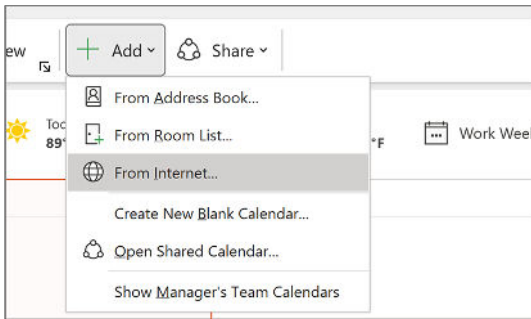 ew
Add
Share
From Address Book...
From Room List...
89°
°F
Work Week
From Internet...
Create New Blank Calendar...
Open Shared Calendar...
Show Manager's Team Calendars